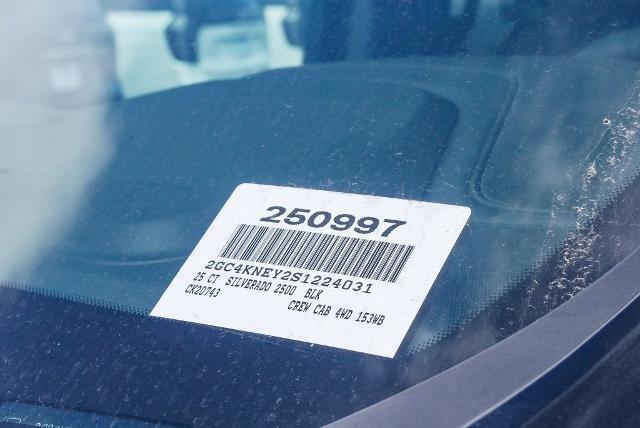 250997
2GC4KNEY2S1224031
25 CT SILVERADO 2500 BLK
CK20743 CREW CAB 4WD 153WB